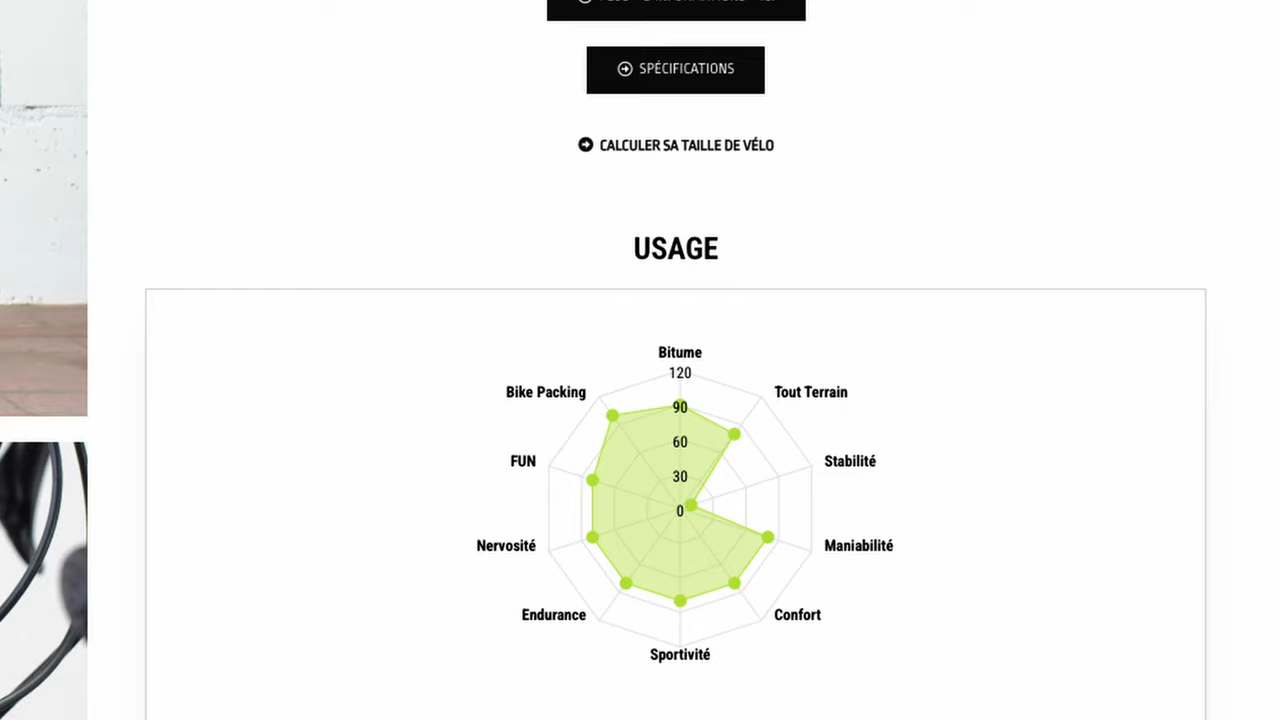 SPÉCIFICATIONS
CALCULER SA TAILLE DE VÉLO
USAGE
Bitume
120
Bike Packing
Tout Terrain
90
60
FUN
Stabilité
30
0
Nervosité
Maniabilité
Endurance
Confort
Sportivité